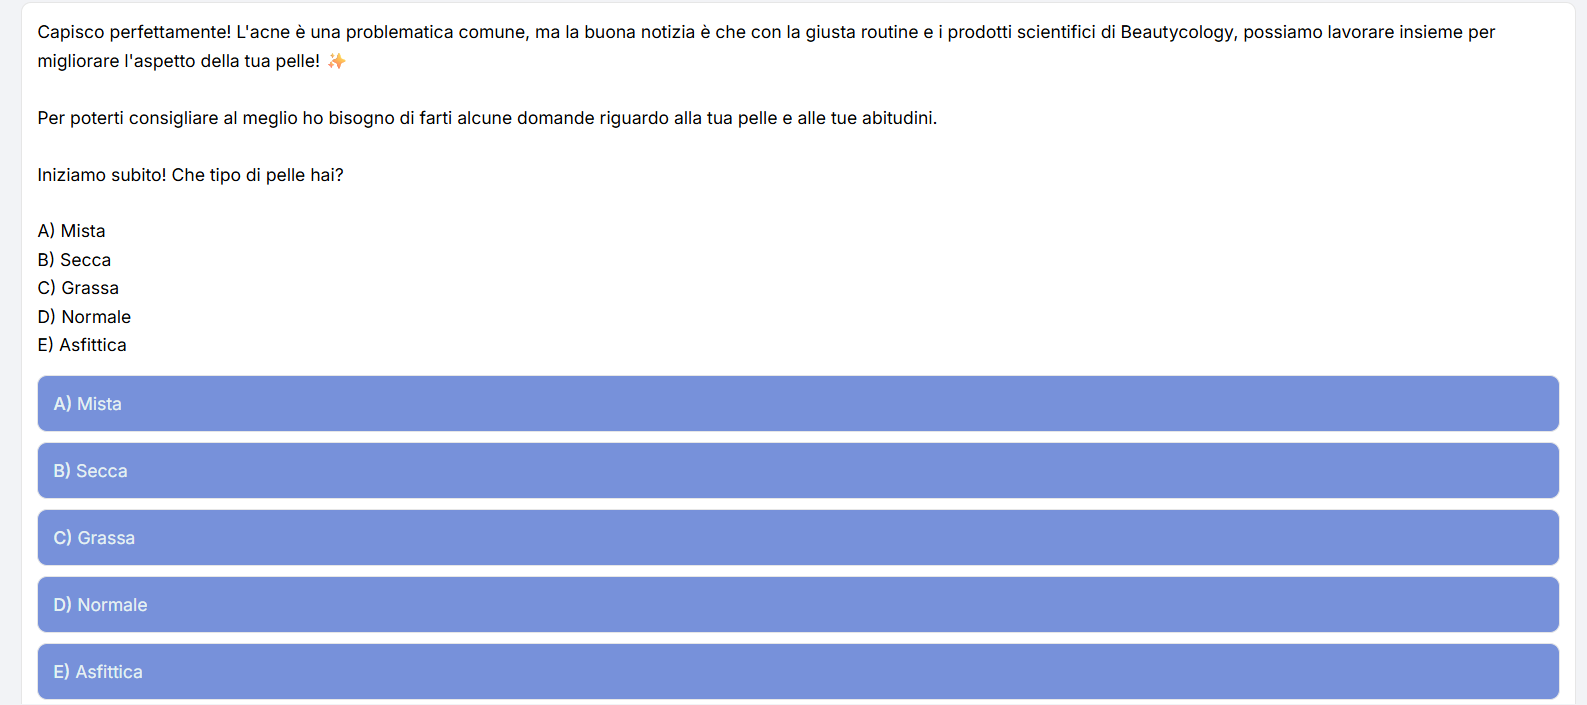 Capisco perfettamente! L'acne è una problematica comune, ma la buona notizia è che con la giusta routine e i prodotti scientifici di Beautycology, possiamo lavorare insieme per
migliorare l'aspetto della tua pelle! ✨
Per poterti consigliare al meglio ho bisogno di farti alcune domande riguardo alla tua pelle e alle tue abitudini.
Iniziamo subito! Che tipo di pelle hai?
A) Mista
B) Secca
C) Grassa
D) Normale
E) Asfittica
A) Mista
B) Secca
C) Grassa
D) Normale
E) Asfittica